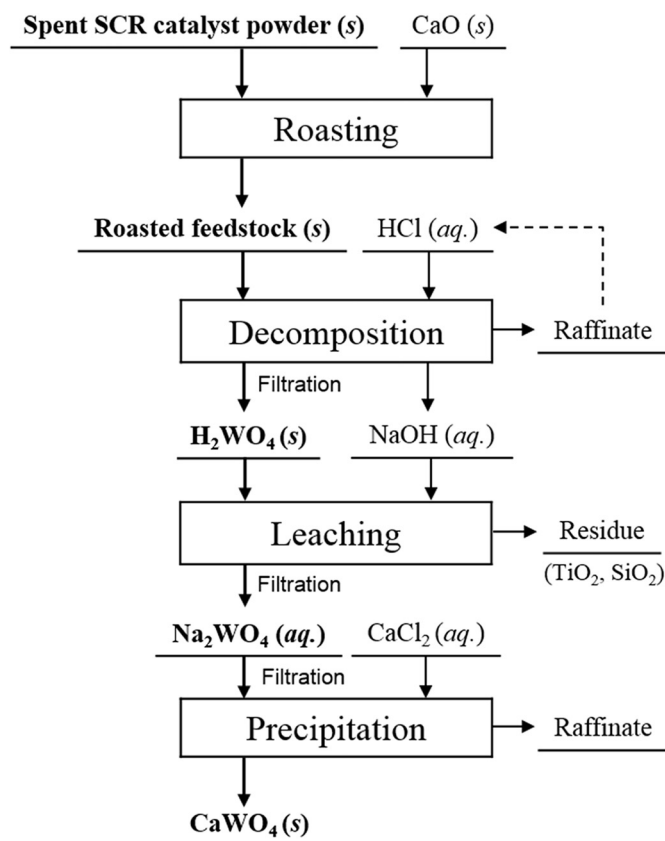 Spent SCR catalyst powder (s) CaO (s)
Roasting
Roasted feedstock (s) HCl (aq.)
Decomposition Raffinate
Filtration
H₂WO₄ (s) NaOH (aq.)
Leaching Residue
(TiO₂, SiO₂)
Filtration
Na₂WO₄ (aq.) CaCl₂ (aq.)
Filtration
Precipitation Raffinate
CaWO₄ (s)